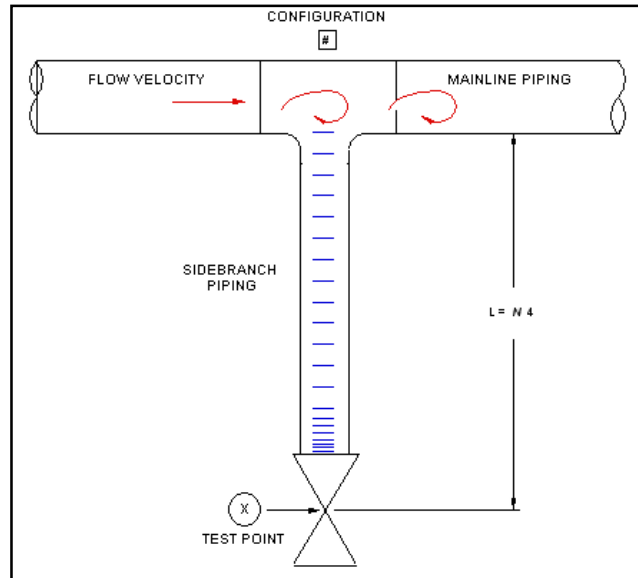 CONFIGURATION
#
FLOW VELOCITY
MAINLINE PIPING
SIDEBRANCH
PIPING
L = N 4
X
TEST POINT